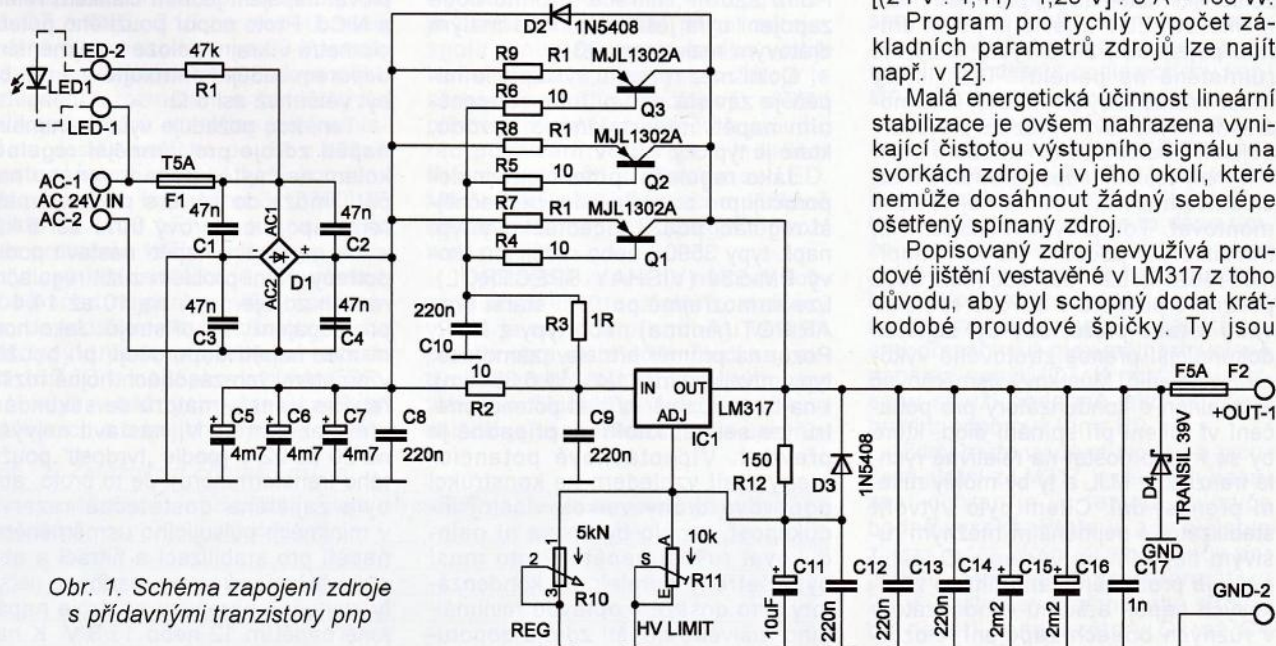 D2
1N5408
LED-2
LED1
LED-1
47k
R1
R9
R1
R6
10
MJL1302A
Q3
R8
R1
MJL1302A
R5
10
Q2
R7
R1
MJL1302A
R4
10
Q1
AC-1
AC 24V IN
AC-2
T5A
F1
47n
C1
AC1
AC2
47n
C2
+
D1
47n
C3
47n
C4
220n
C10
R3
1R
10
R2
IN OUT
ADJ
LM317
IC1
F5A
F2
+OUT-1
C5
4m7
C6
4m7
C7
4m7
C8
220n
C9
220n
150
R12
D3
1N5408
D4
TRANSIL 39V
GND
GND-2
5kN
2
3
R10
REG
10k
S
E
A
R11
HV LIMIT
C11
10uF
C12
220n
C13
220n
C14
220n
C15
2m2
C16
2m2
C17
1n
Obr. 1. Schéma zapojení zdroje
s přídavnými tranzistory pnp
Program pro rychlý výpočet zá-
kladních parametrů zdrojů lze najít
např. v [2].
Malá energetická účinnost lineární
stabilizace je ovšem nahrazena vyni-
kající čistotou výstupního signálu na
svorkách zdroje i v jeho okolí, které
nemůže dosáhnout žádný sebelépe
ošetřený spínaný zdroj.
Popisovaný zdroj nevyužívá prou-
dové jištění vestavěné v LM317 z toho
důvodu, aby byl schopný dodat krát-
kodobé proudové špičky. Ty jsou